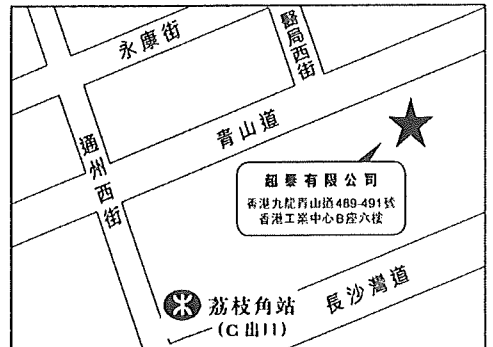 永康街
醫局西街
青山道
通州西街
超景有限公司
香港九龍青山道489-491號
香港工業中心B座六樓
荔枝角站
(C出口)
長沙灣道